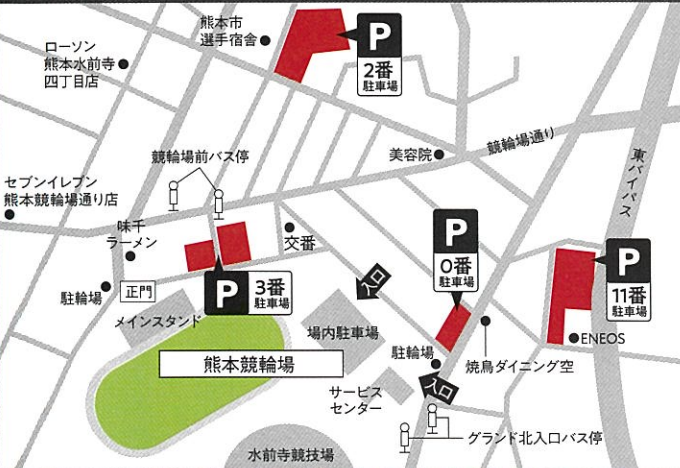 熊本市
選手宿舎
P
2番
駐車場
ローソン
熊本水前寺
四丁目店
競輪場通り
美容院
競輪場前バス停
東バイパス
セブンイレブン
熊本競輪場通り店
味千
ラーメン
交番
P
0番
駐車場
P
11番
駐車場
駐輪場
正門
P
3番
駐車場
入口
メインスタンド
場内駐車場
ENEOS
熊本競輪場
駐輪場
焼鳥ダイニング空
入口
サービス
センター
グランド北入口バス停
水前寺競技場